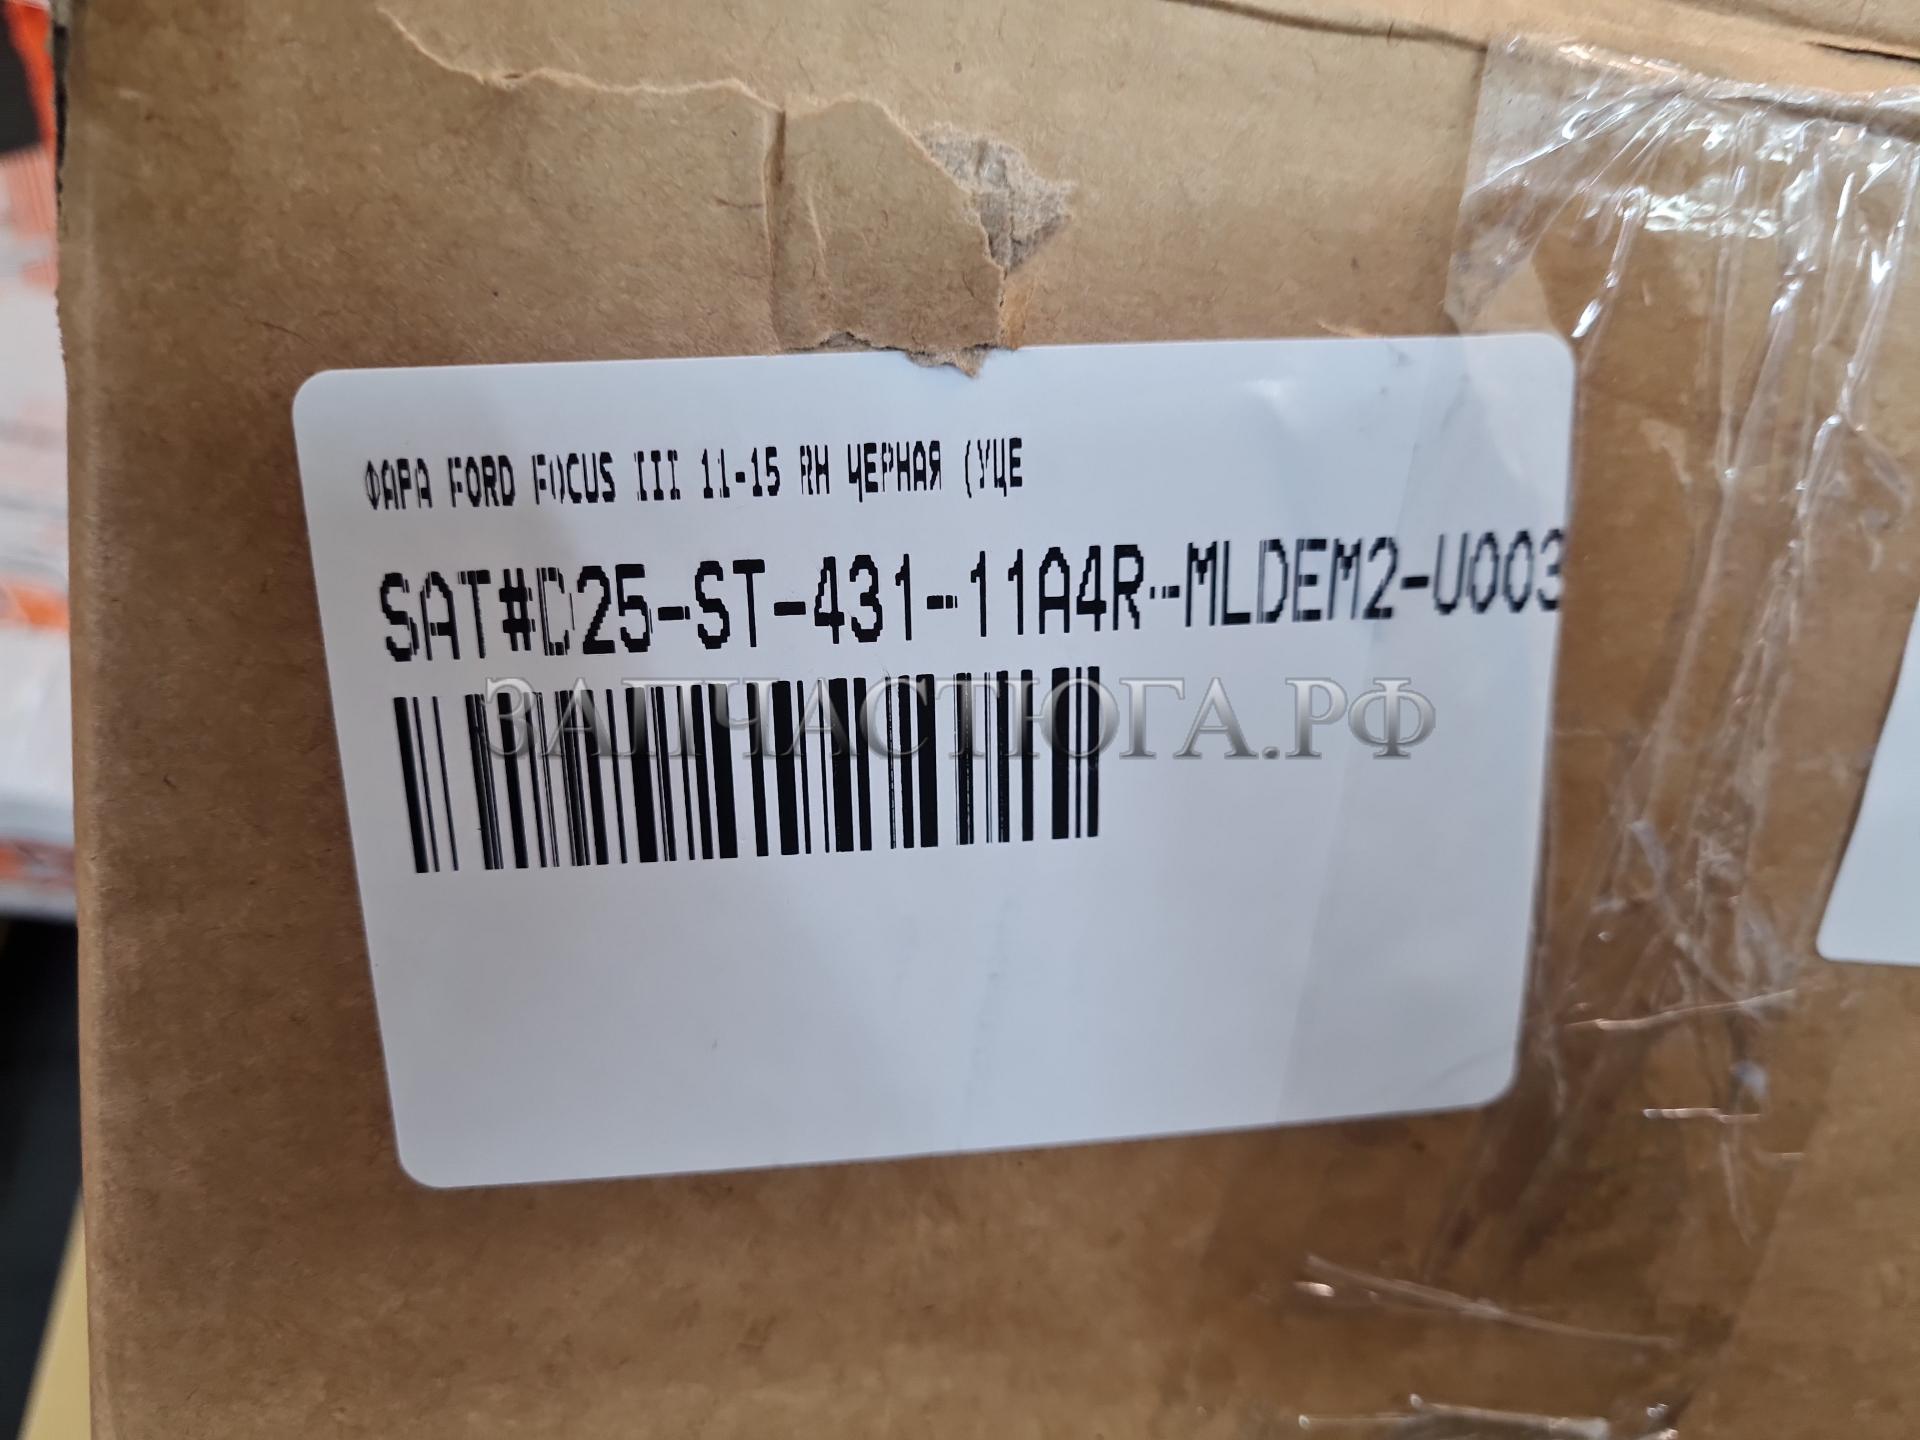 ФАРА FORD FOCUS III 11-15 RH ЧЕРНАЯ (УЦЕ
SAT#D25-ST-431-11A4R-MLDEM2-U003
ЗАПЧАСТЮГА.РФ